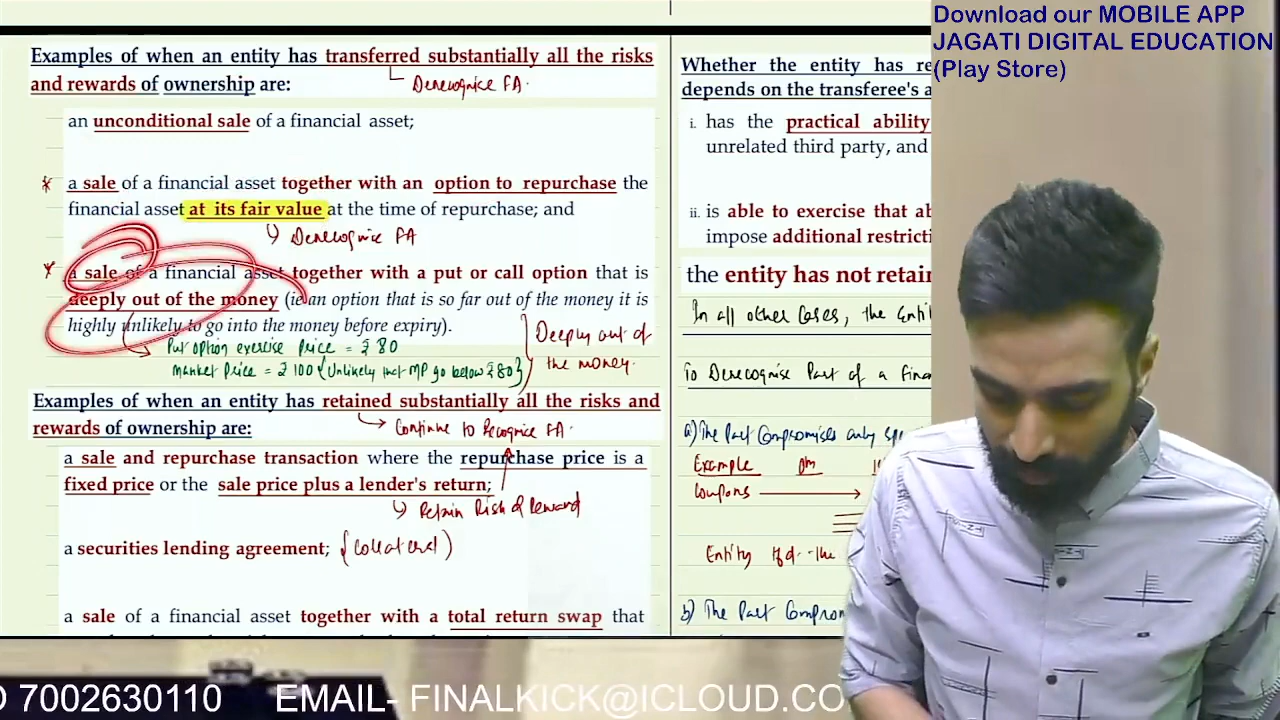 Download our MOBILE APP
JAGATI DIGITAL EDUCATION
(Play Store)
Examples of when an entity has transferred substantially all the risks
and rewards of ownership are:
Derecognise FA.
an unconditional sale of a financial asset;
a sale of a financial asset together with an option to repurchase the
financial asset at its fair value at the time of repurchase; and
Derecognise FA
a sale of a financial asset together with a put or call option that is
deeply out of the money (ie an option that is so far out of the money it is
highly unlikely to go into the money before expiry).
Put option exercise Price = ₹ 80
Market Price = ₹ 100 {Unlikely that MP go below ₹80}
Deeply out of
the money.
Examples of when an entity has retained substantially all the risks and
rewards of ownership are:
Continue to Recognise FA.
a sale and repurchase transaction where the repurchase price is a
fixed price or the sale price plus a lender's return;
Retain Risk & Reward
a securities lending agreement; {Collateral}
a sale of a financial asset together with a total return swap that
Whether the entity has re
depends on the transferee's a
i. has the practical ability
unrelated third party, and
ii. is able to exercise that ab
impose additional restricti
the entity has not retain
In all other Cases, the Enti
To Derecognise Part of a Finan
a) The Part Compromises only spe
Example
Coupons
Entity
the
b) The Part Comprom
7002630110 EMAIL- FINALKICK@ICLOUD.CO